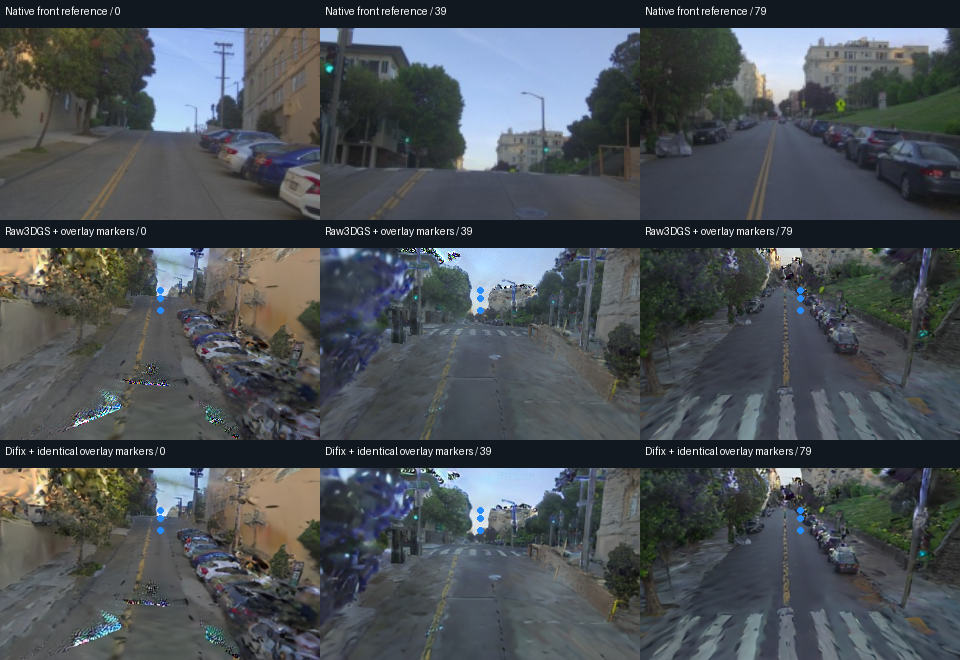 Native front reference / 0
Native front reference / 39
Native front reference / 79
Raw3DGS + overlay markers / 0
Raw3DGS + overlay markers / 39
Raw3DGS + overlay markers / 79
Difix + identical overlay markers / 0
Difix + identical overlay markers / 39
Difix + identical overlay markers / 79